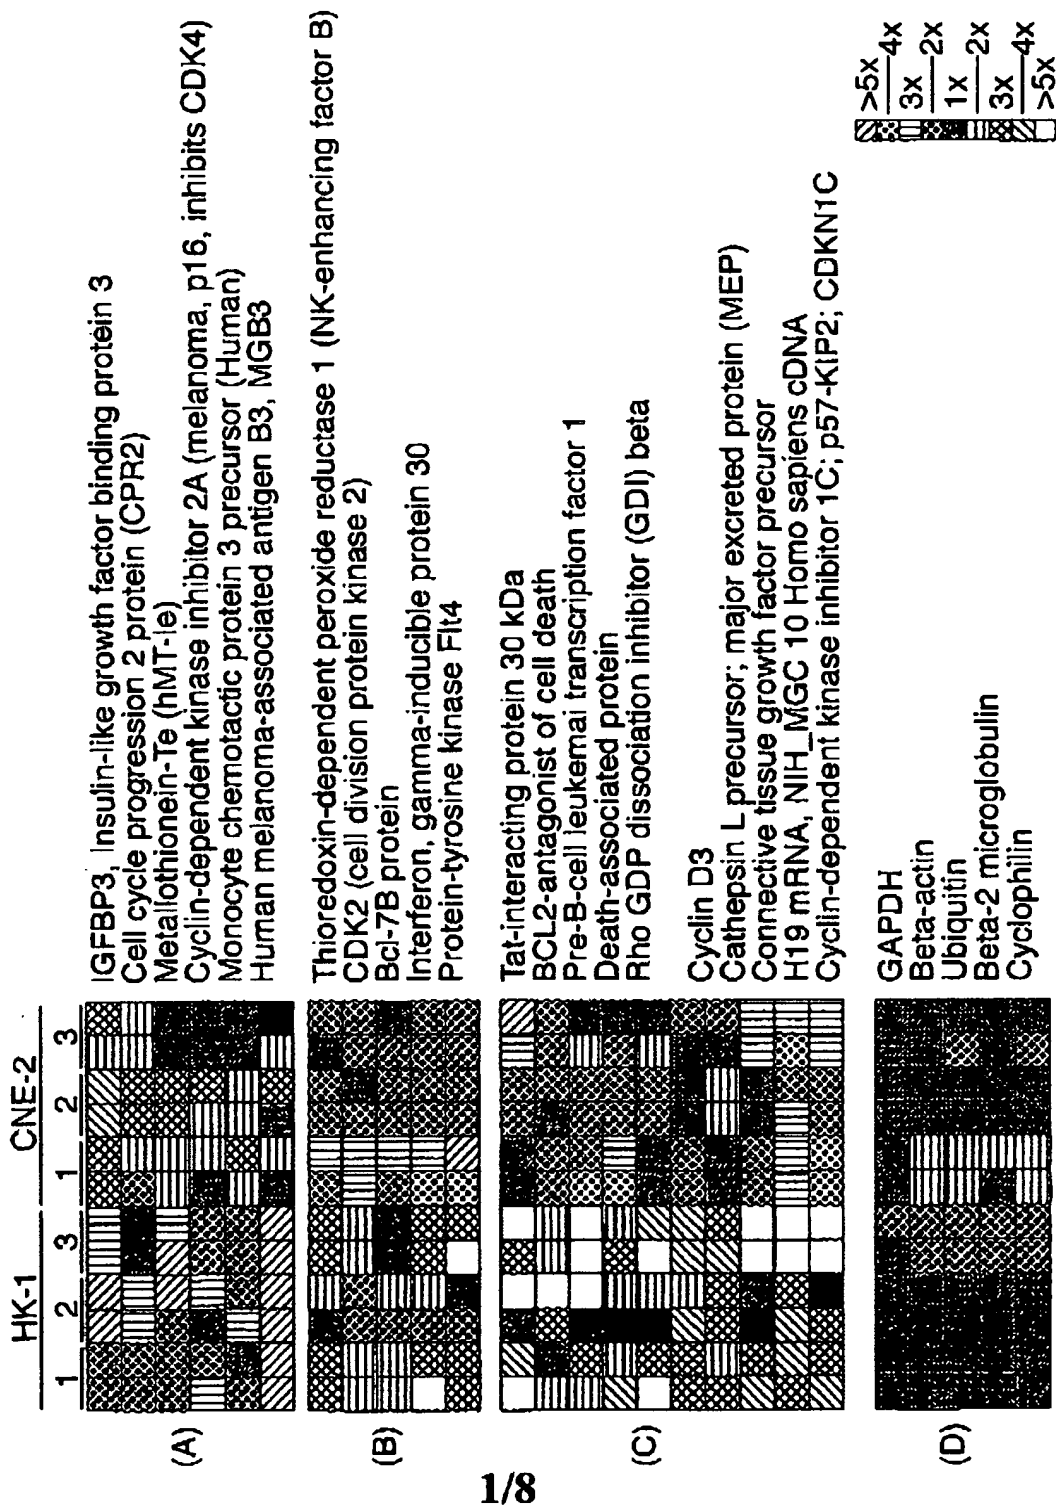 HK-1 CNE-2
1 2 3 1 2 3
(A)
IGFBP3, Insulin-like growth factor binding protein 3
Cell cycle progression 2 protein (CPR2)
Metallothionein-Te (hMT-Ie)
Cyclin-dependent kinase inhibitor 2A (melanoma, p16, inhibits CDK4)
Monocyte chemotactic protein 3 precursor (Human)
Human melanoma-associated antigen B3, MGB3
(B)
Thioredoxin-dependent peroxide reductase 1 (NK-enhancing factor B)
CDK2 (cell division protein kinase 2)
Bcl-7B protein
Interferon, gamma-inducible protein 30
Protein-tyrosine kinase Flt4
(C)
Tat-interacting protein 30 kDa
BCL2-antagonist of cell death
Pre-B-cell leukemai transcription factor 1
Death-associated protein
Rho GDP dissociation inhibitor (GDI) beta
Cyclin D3
Cathepsin L precursor; major excreted protein (MEP)
Connective tissue growth factor precursor
H19 mRNA, NIH_MGC 10 Homo sapiens cDNA
Cyclin-dependent kinase inhibitor 1C; p57-KIP2; CDKN1C
(D)
GAPDH
Beta-actin
Ubiquitin
Beta-2 microglobulin
Cyclophilin
>5x
4x
3x
2x
1x
2x
3x
4x
>5x
1/8